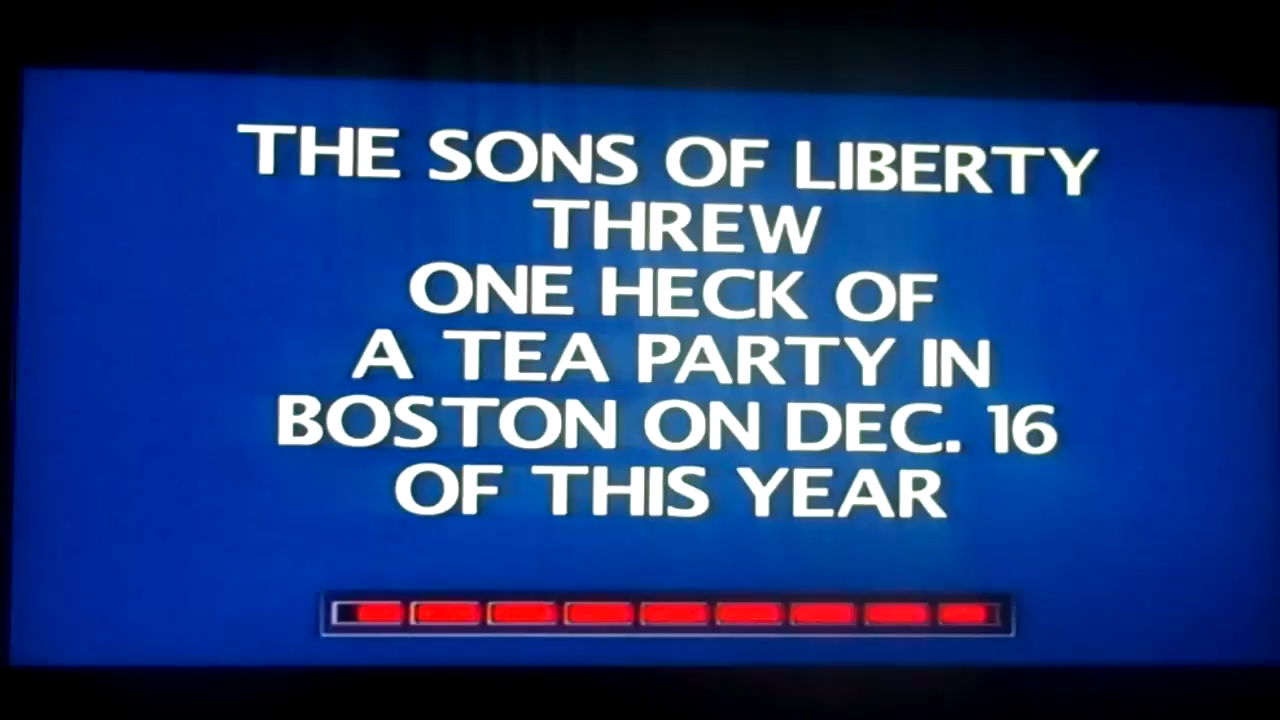 THE SONS OF LIBERTY
THREW
ONE HECK OF
A TEA PARTY IN
BOSTON ON DEC. 16
OF THIS YEAR